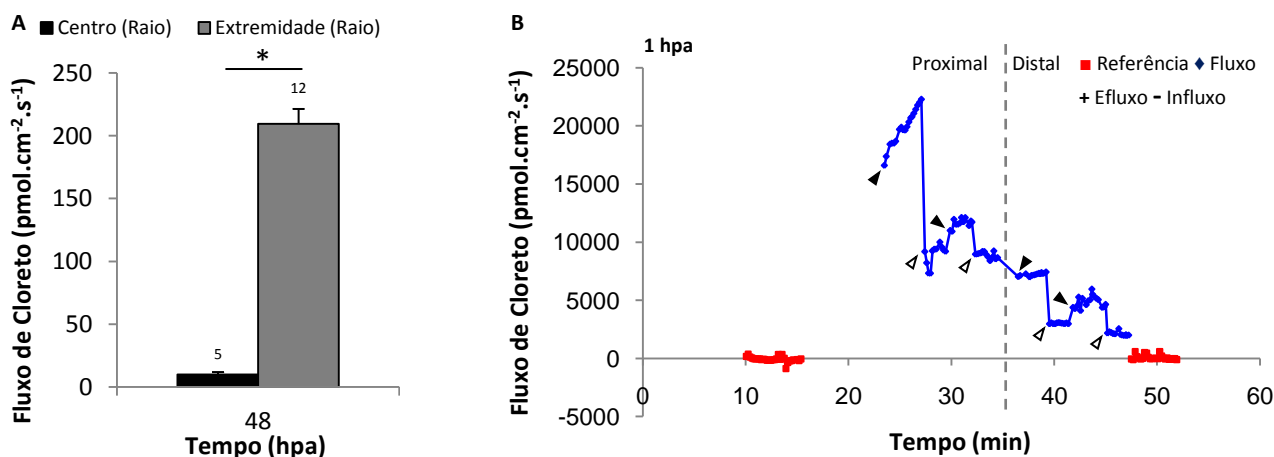 A
Centro (Raio) Extremidade (Raio)
*
12
5
Fluxo de Cloreto (pmol.cm⁻².s⁻¹)
250
200
150
100
50
0
48
Tempo (hpa)
B
1 hpa
Proximal Distal
Referência Fluxo
+ Efluxo - Influxo
Fluxo de Cloreto (pmol.cm⁻².s⁻¹)
25000
20000
15000
10000
5000
0
-5000
0 10 20 30 40 50 60
Tempo (min)